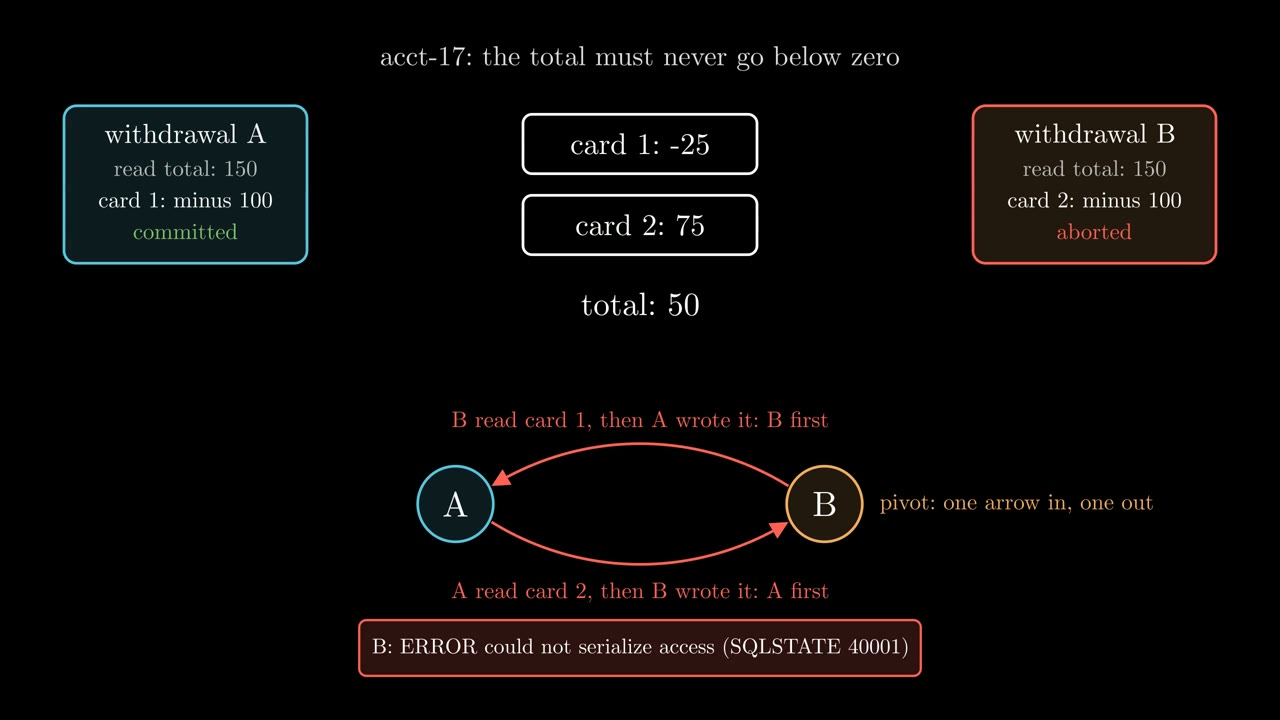 acct-17: the total must never go below zero
withdrawal A
read total: 150
card 1: minus 100
committed
card 1: -25
card 2: 75
total: 50
withdrawal B
read total: 150
card 2: minus 100
aborted
B read card 1, then A wrote it: B first
A
B
pivot: one arrow in, one out
A read card 2, then B wrote it: A first
B: ERROR could not serialize access (SQLSTATE 40001)